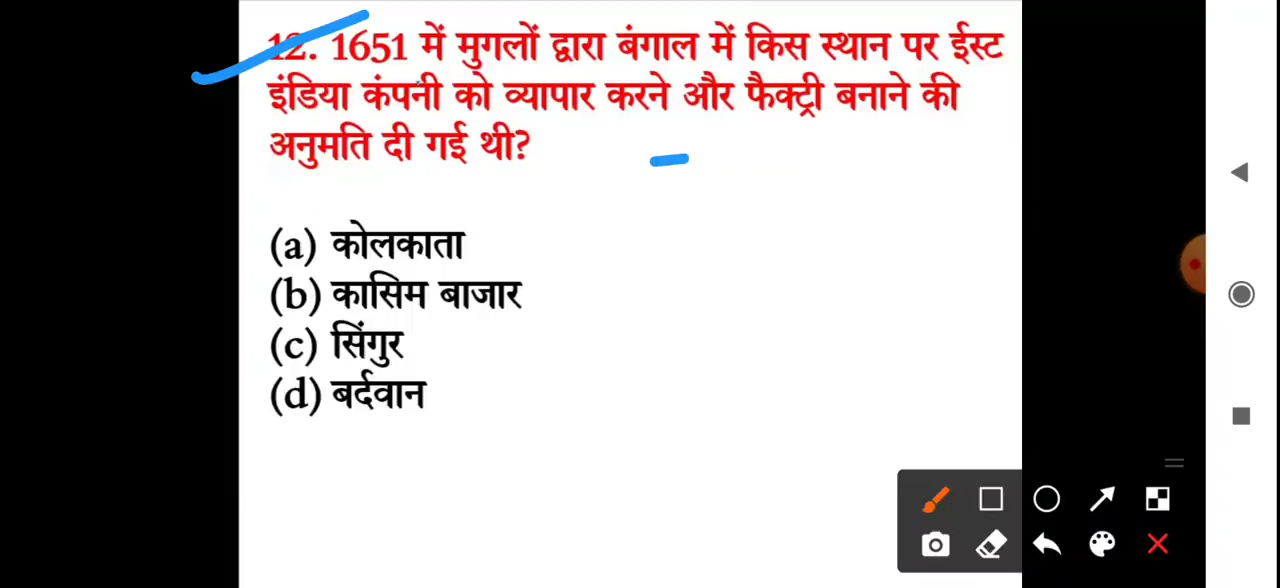 12. 1651 में मुगलों द्वारा बंगाल में किस स्थान पर ईस्ट
इंडिया कंपनी को व्यापार करने और फैक्ट्री बनाने की
अनुमति दी गई थी?
(a) कोलकाता
(b) कासिम बाजार
(c) सिंगुर
(d) बर्दवान